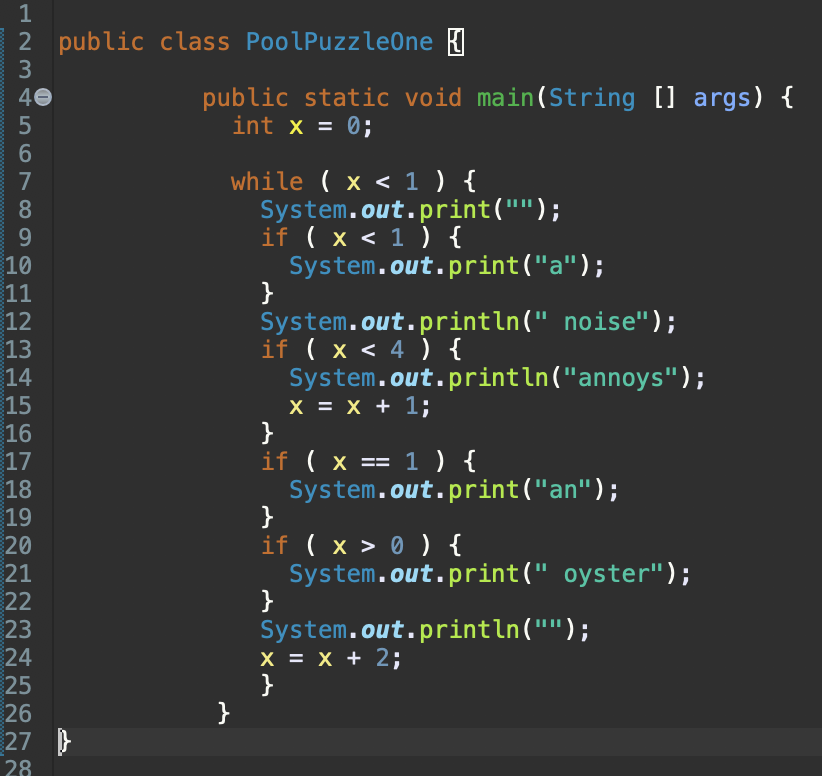 1
2 public class PoolPuzzleOne {
3
4 public static void main(String [] args) {
5 int x = 0;
6
7 while ( x < 1 ) {
8 System.out.print("");
9 if ( x < 1 ) {
10 System.out.print("a");
11 }
12 System.out.println(" noise");
13 if ( x < 4 ) {
14 System.out.println("annoys");
15 x = x + 1;
16 }
17 if ( x == 1 ) {
18 System.out.print("an");
19 }
20 if ( x > 0 ) {
21 System.out.print(" oyster");
22 }
23 System.out.println("");
24 x = x + 2;
25 }
26 }
27 }
28